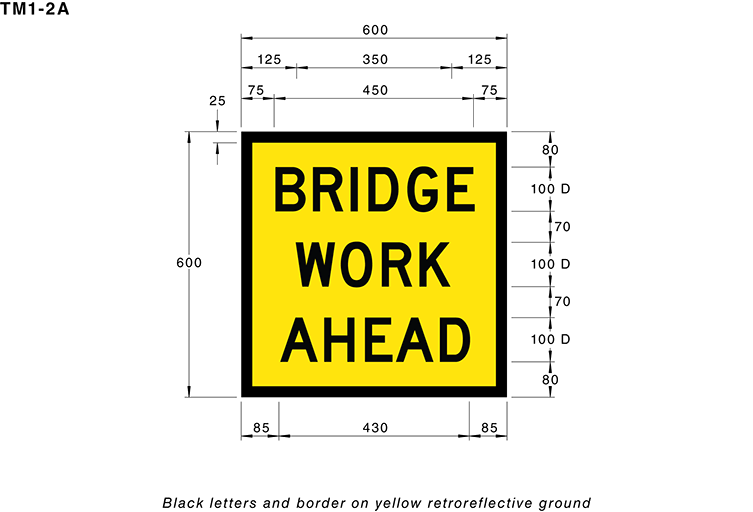 TM1-2A
600
125 350 125
75 450 75
25
80
BRIDGE
100 D
70
600
WORK
100 D
70
AHEAD
100 D
80
85 430 85
Black letters and border on yellow retroreflective ground